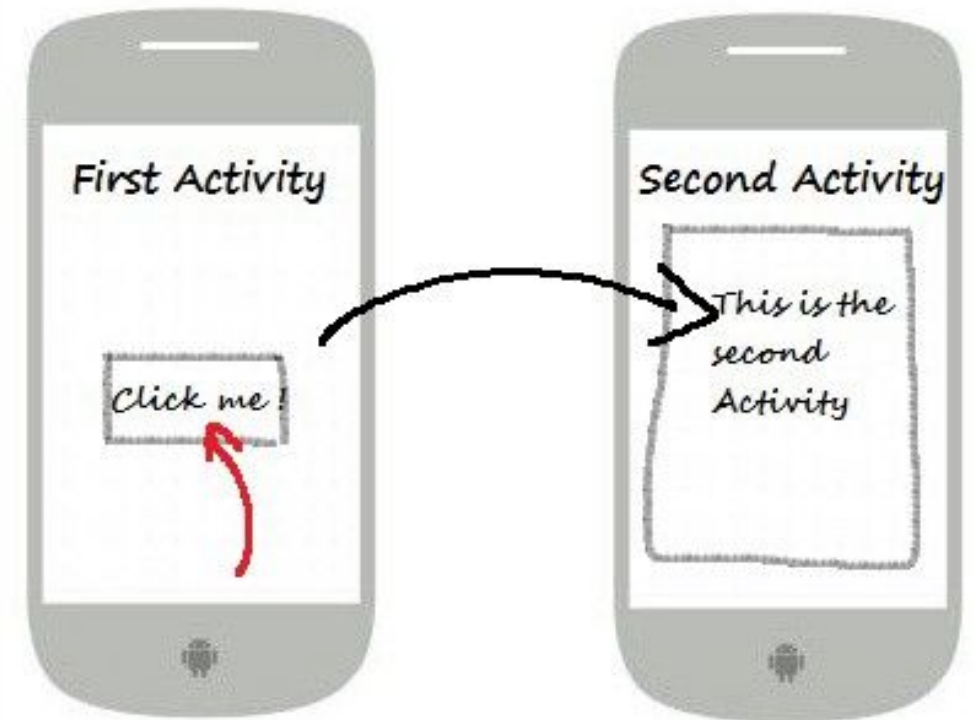 First Activity
Click me !
Second Activity
This is the
second
Activity